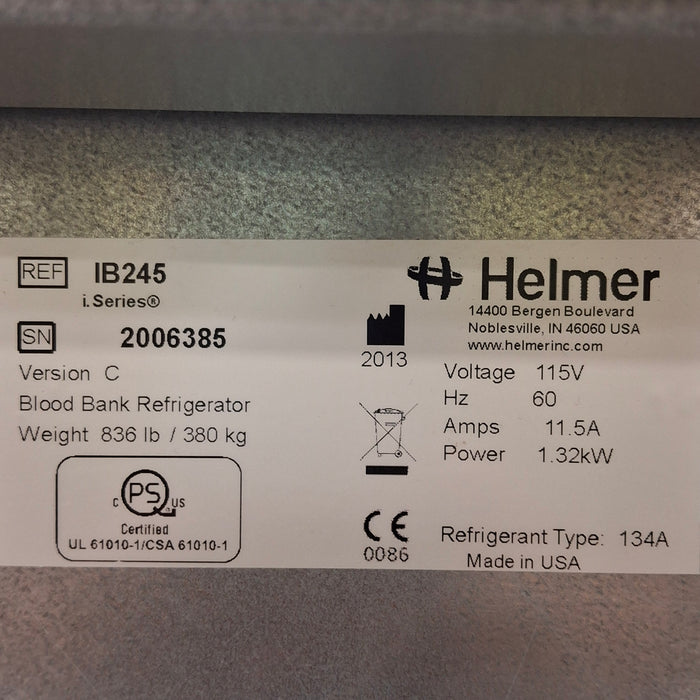 REF IB245
i.Series®
SN 2006385
Version C
Blood Bank Refrigerator
Weight 836 lb / 380 kg
C PS US
Certified
UL 61010-1/CSA 61010-1
2013
CE
0086
Helmer
14400 Bergen Boulevard
Noblesville, IN 46060 USA
www.helmerinc.com
Voltage 115V
Hz 60
Amps 11.5A
Power 1.32kW
Refrigerant Type: 134A
Made in USA